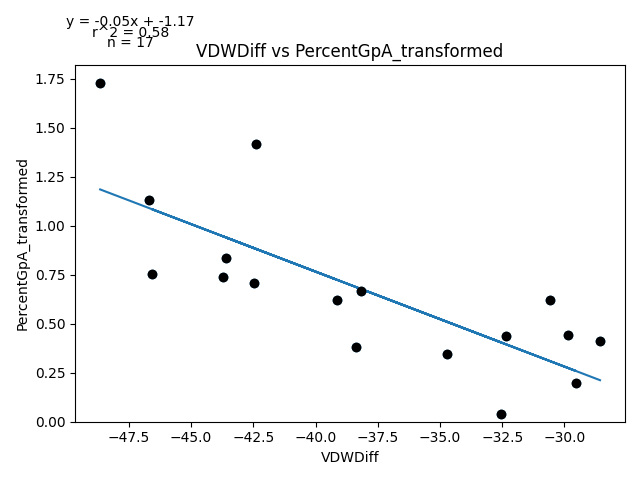 y = -0.05x + -1.17
r^2 = 0.58
n = 17
VDWDiff vs PercentGpA_transformed
PercentGpA_transformed
1.75
1.50
1.25
1.00
0.75
0.50
0.25
0.00
−47.5 −45.0 −42.5 −40.0 −37.5 −35.0 −32.5 −30.0
VDWDiff